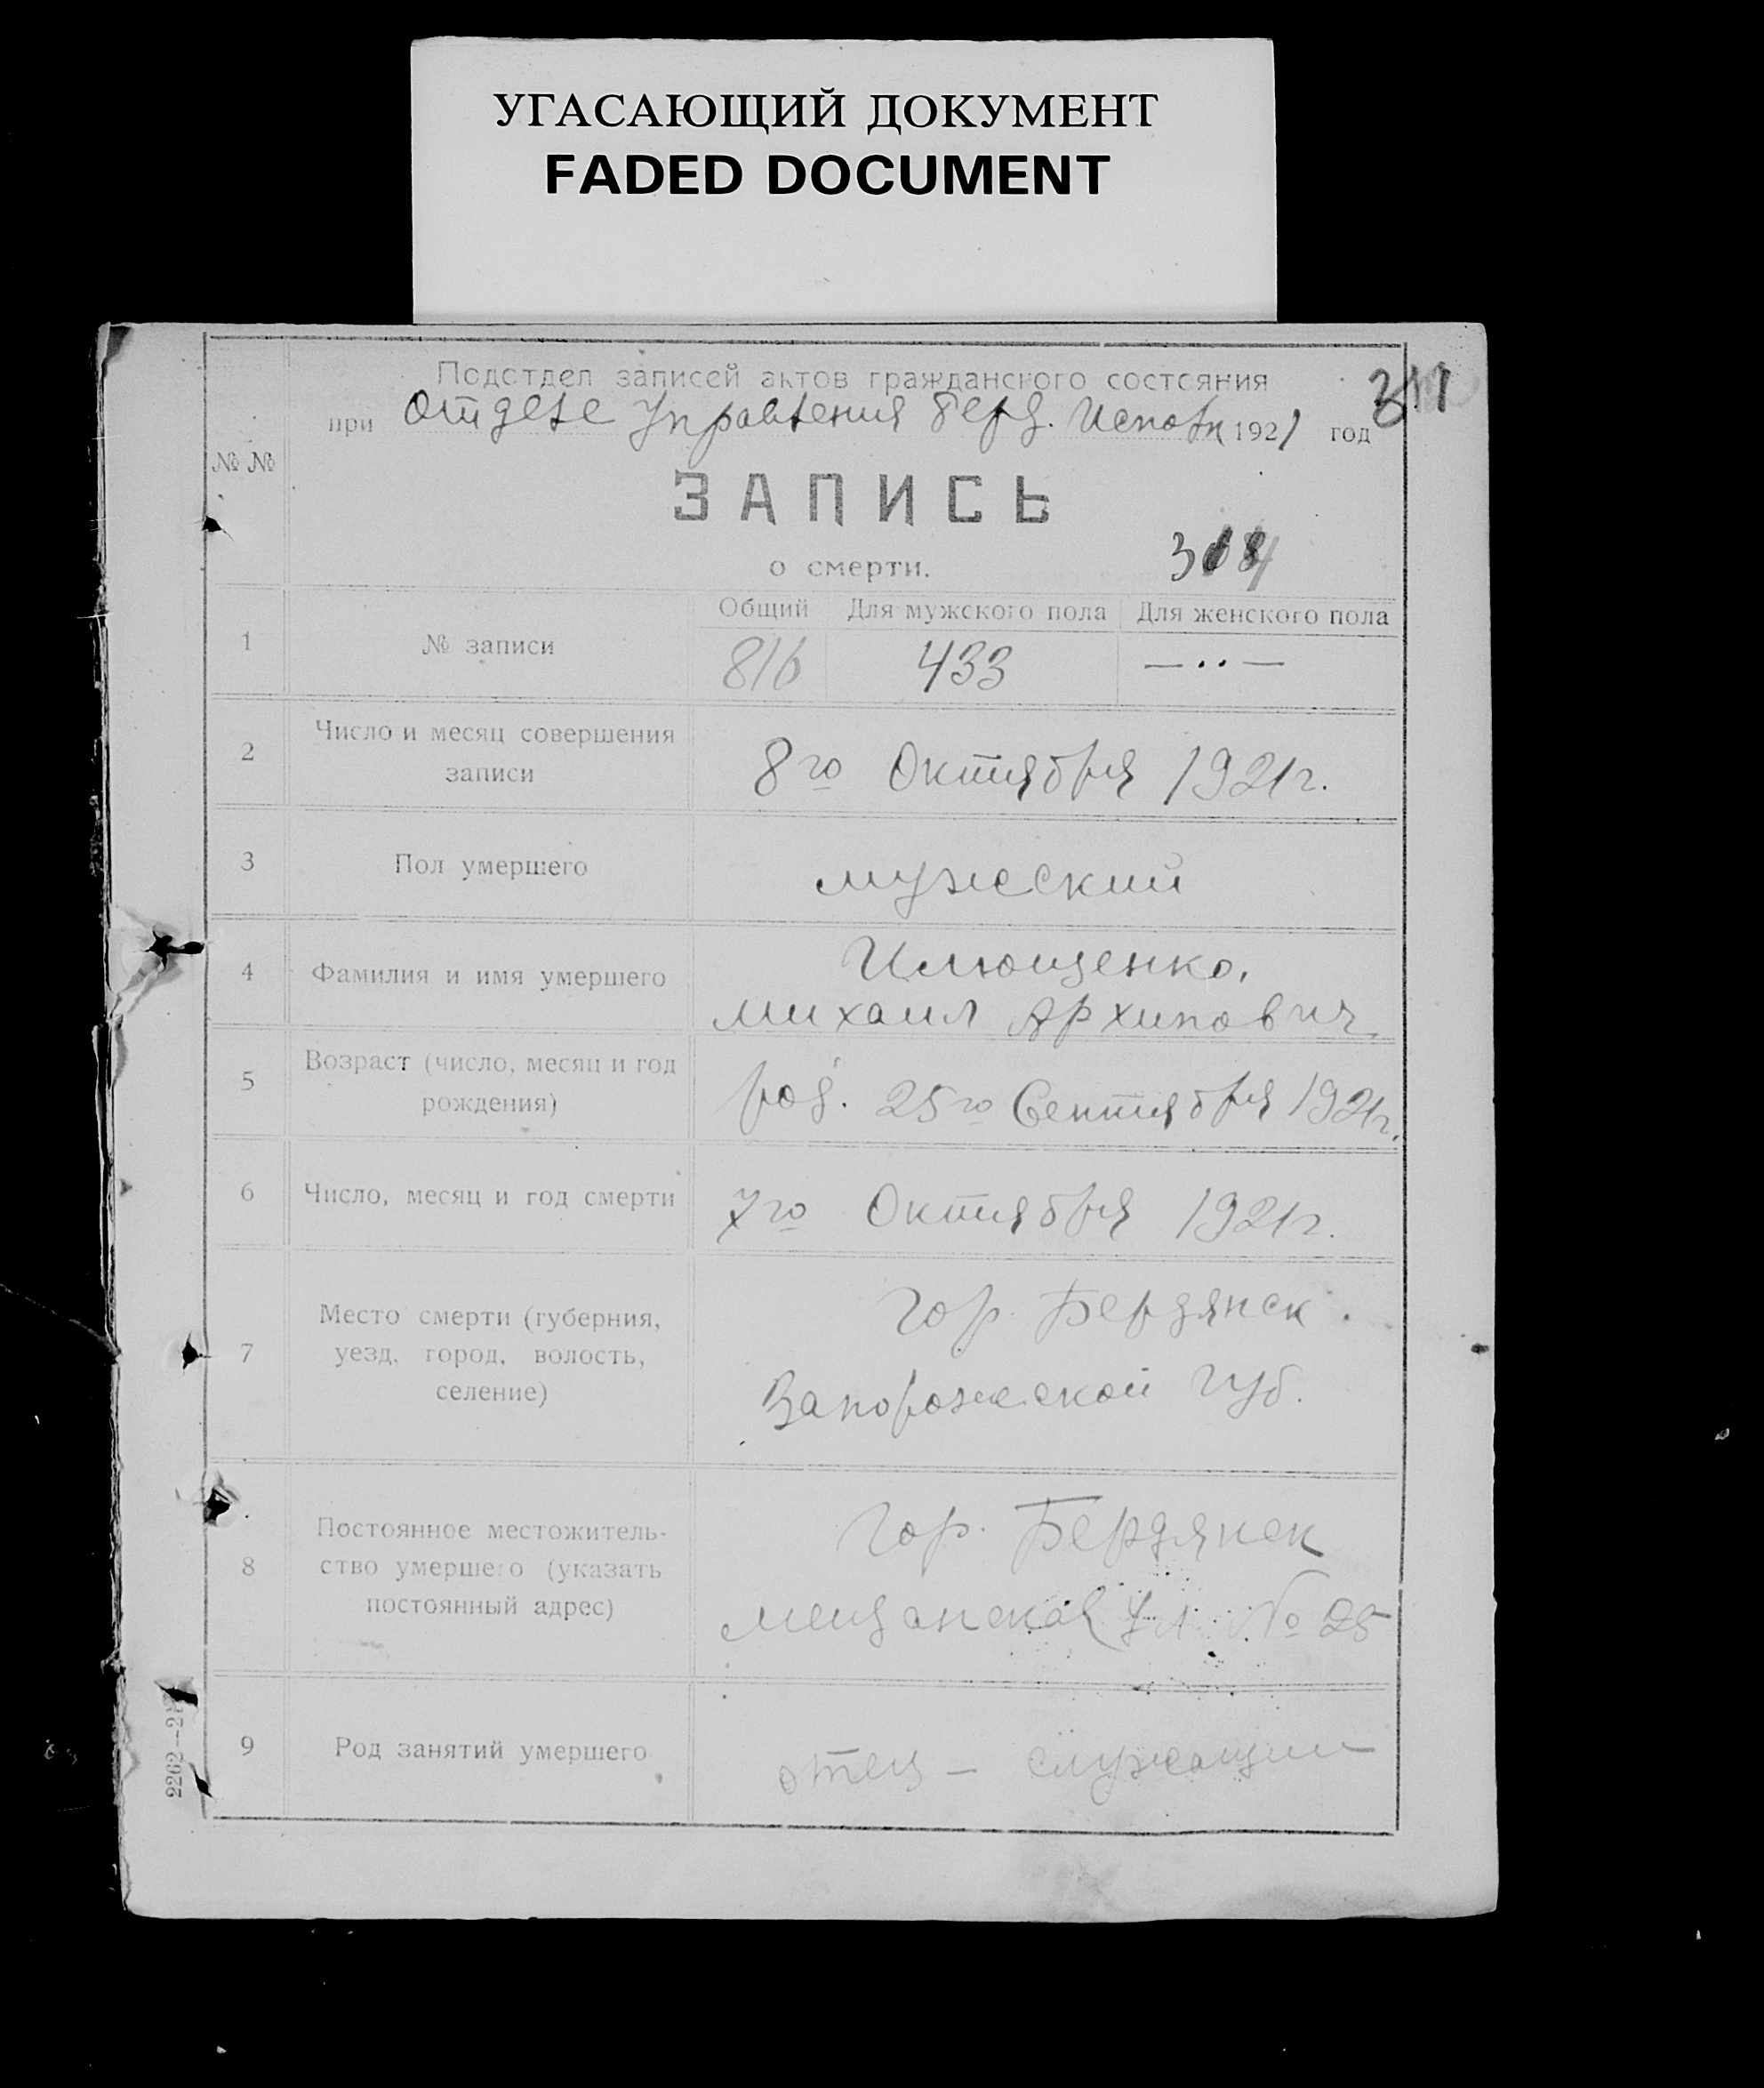 УГАСАЮЩИЙ ДОКУМЕНТ
FADED DOCUMENT
Подотдел записей актов гражданского состояния
311
при Отделе Управления Берд. Исполк 1921 год
№ №
ЗАПИСЬ
о смерти.
Общий Для мужского пола Для женского пола
1 № записи 816 433 — ·· —
2 Число и месяц совершения
записи
8го Октября 1921г.
3 Пол умершего мужеский
4 Фамилия и имя умершего
Илющенко,
Михаил Архипович
5 Возраст (число, месяц и год
рождения)
род. 25го Сентября 1921г.
6 Число, месяц и год смерти 7го Октября 1921г.
7 Место смерти (губерния,
уезд, город, волость,
селение)
гор. Бердянск.
Запорожской губ.
8 Постоянное местожитель-
ство умершего (указать
постоянный адрес)
гор. Бердянск
Мещанская ул № 25
9 Род занятий умершего отец — служащий